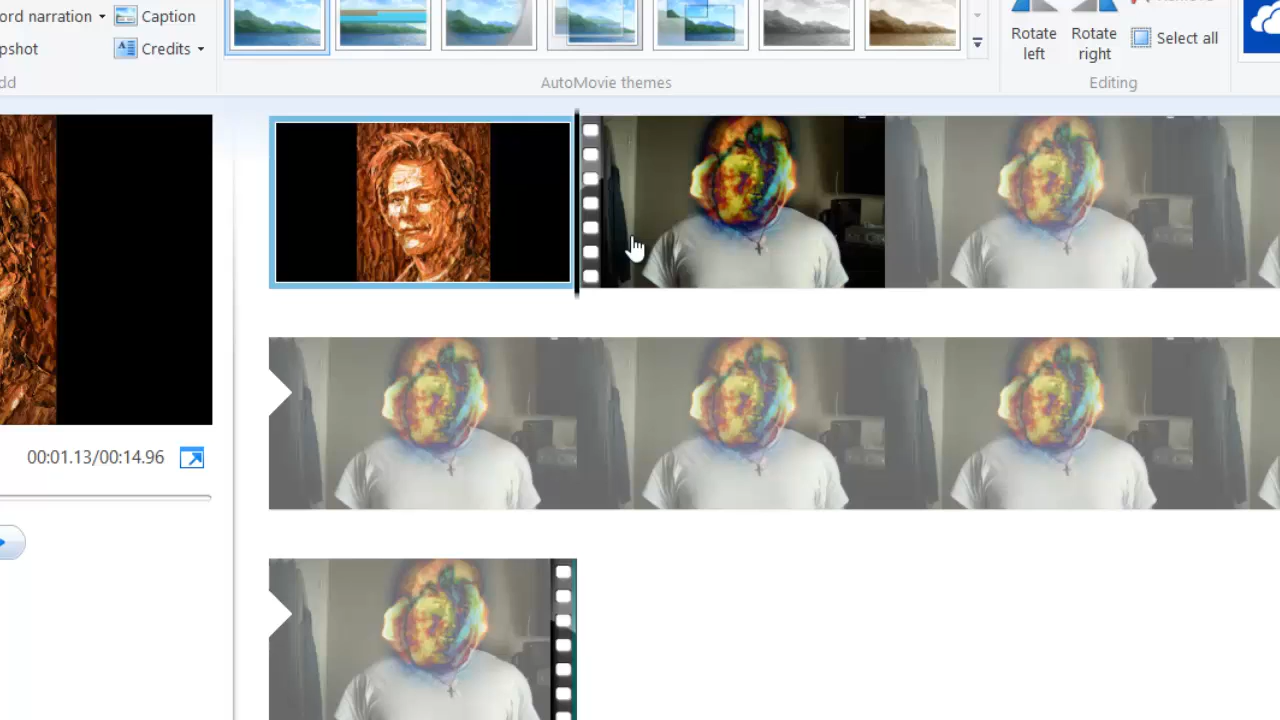 ord narration
Caption
pshot
Credits
dd
AutoMovie themes
Rotate left
Rotate right
Select all
Editing
00:01.13/00:14.96